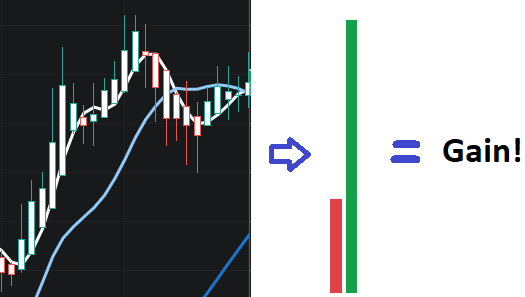 = Gain!